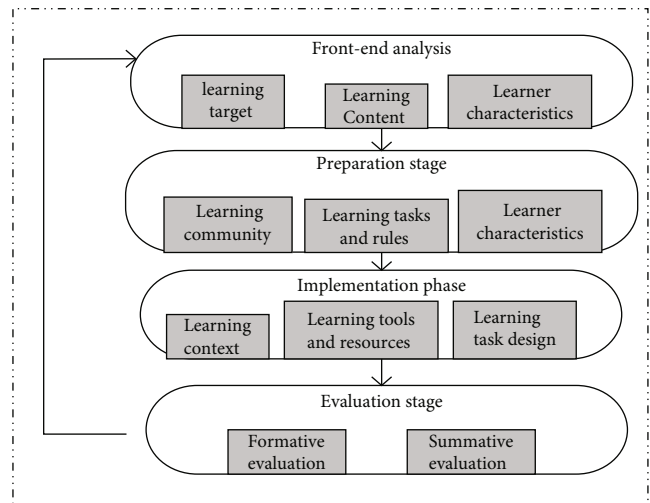 Front-end analysis
learning
target
Learning
Content
Learner
characteristics
Preparation stage
Learning
community
Learning tasks
and rules
Learner
characteristics
Implementation phase
Learning
context
Learning tools
and resources
Learning
task design
Evaluation stage
Formative
evaluation
Summative
evaluation